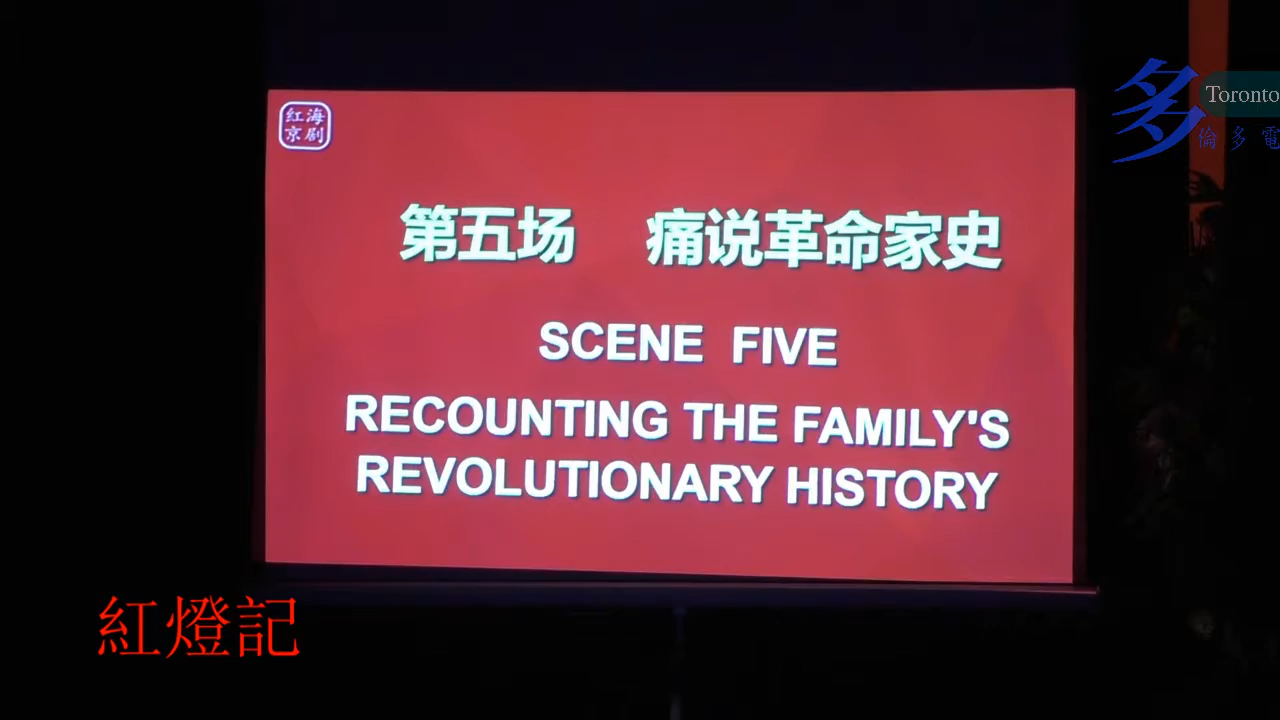 红海
京剧
第五场 痛说革命家史
SCENE FIVE
RECOUNTING THE FAMILY'S
REVOLUTIONARY HISTORY
紅燈記
多
Toronto
倫多電